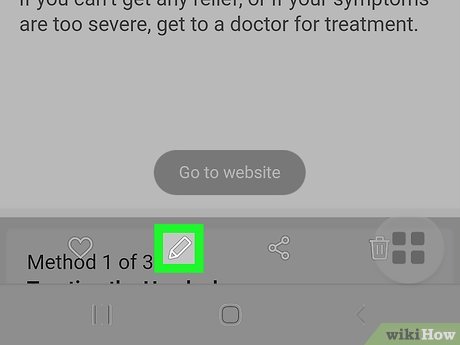 if you can't get any relief, or if your symptoms
are too severe, get to a doctor for treatment.
Go to website
Method 1 of 3
wikiHow